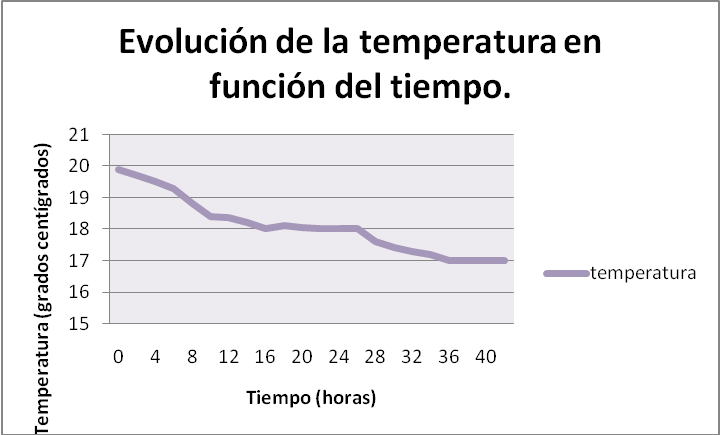 Evolución de la temperatura en
función del tiempo.
Temperatura (grados centígrados)
21
20
19
18
17
16
15
0 4 8 12 16 20 24 28 32 36 40
Tiempo (horas)
temperatura